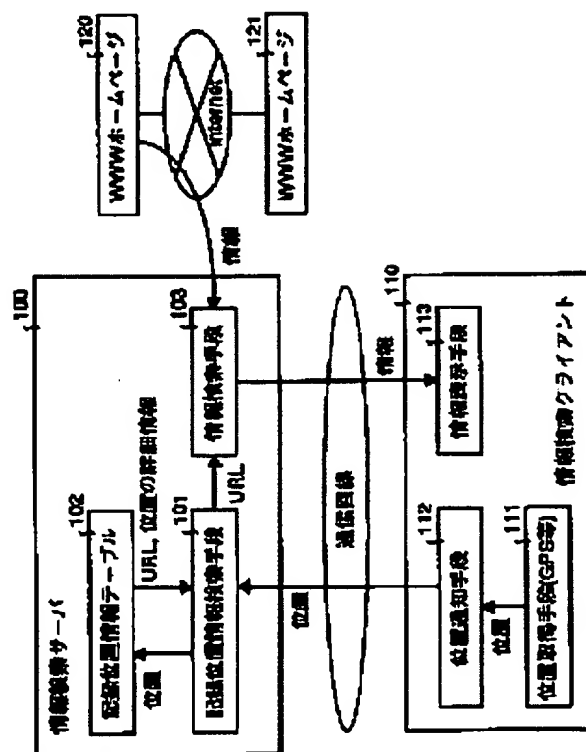 情報検索サーバ
100
記録位置情報テーブル
102
位置
URL, 位置の詳細情報
記録位置情報検索手段
101
URL
情報検索手段
103
情報
WWWホームページ
120
Internet
WWWホームページ
121
通信回線
位置
情報
110
位置通知手段
112
位置
位置取得手段(GPS等)
111
情報表示手段
113
情報検索クライアント